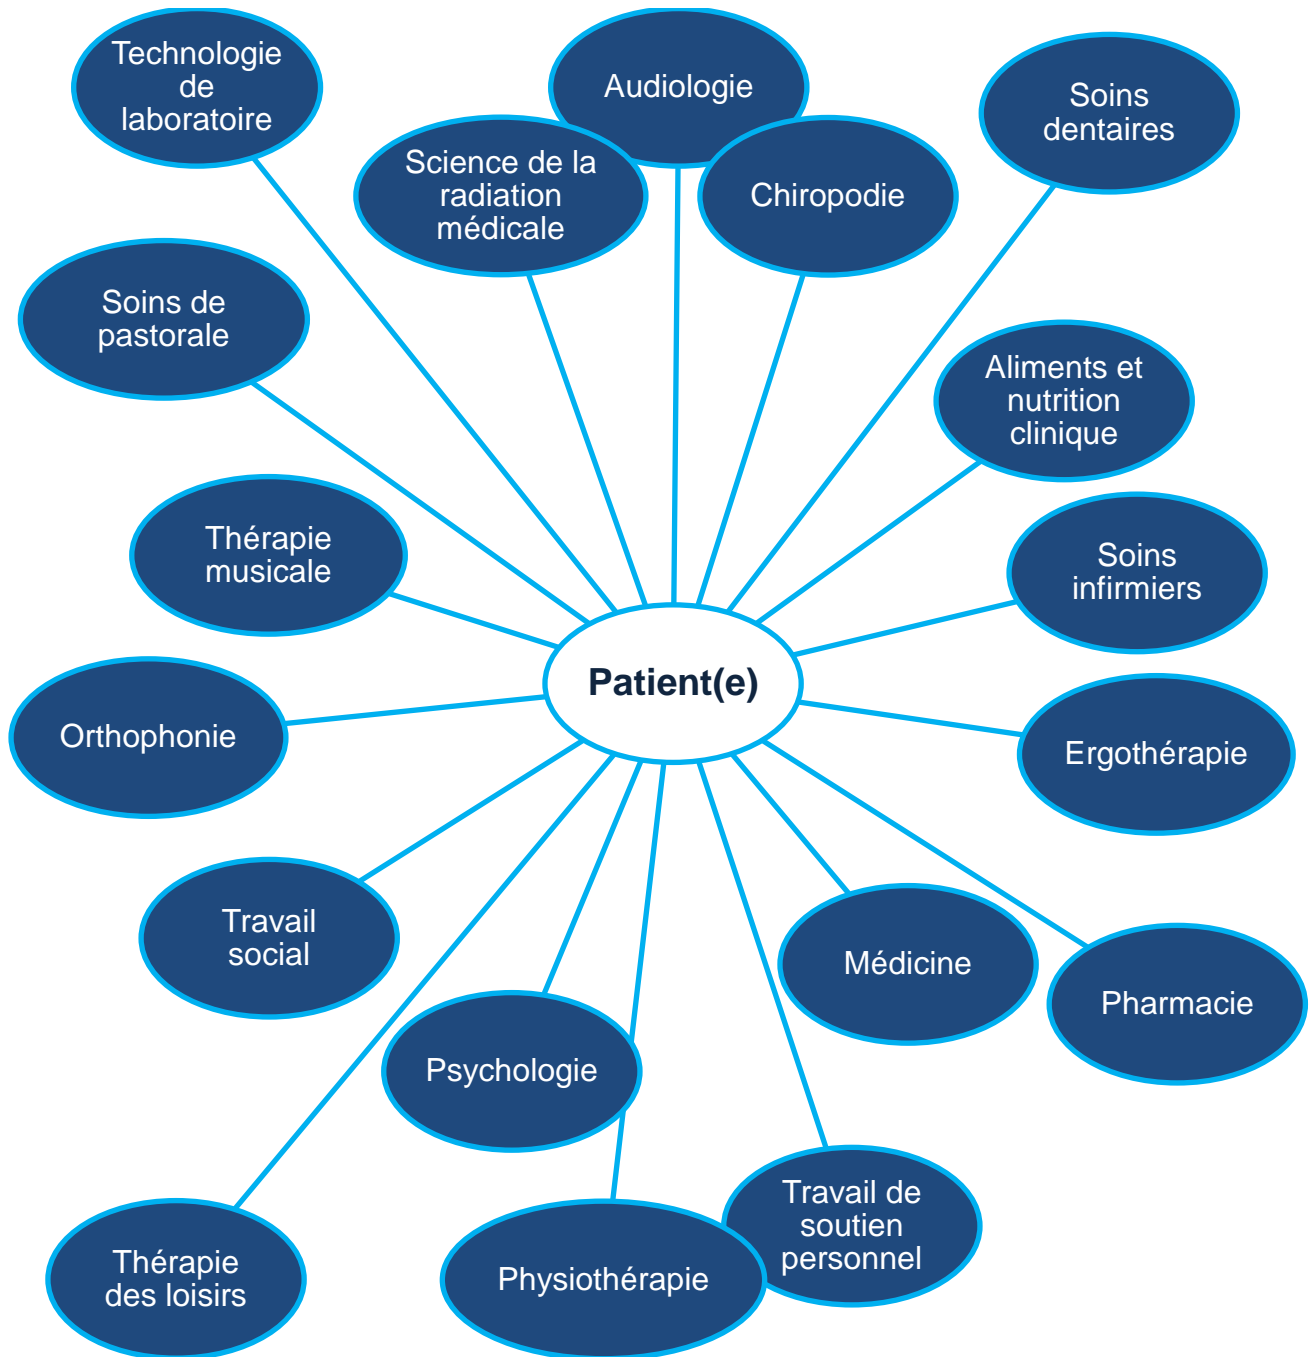 Technologie
de
laboratoire
Audiologie
Soins
dentaires
Science de la
radiation
médicale
Chiropodie
Soins de
pastorale
Aliments et
nutrition
clinique
Thérapie
musicale
Soins
infirmiers
Patient(e)
Orthophonie
Ergothérapie
Travail
social
Médicine
Pharmacie
Psychologie
Travail de
soutien
personnel
Thérapie
des loisirs
Physiothérapie